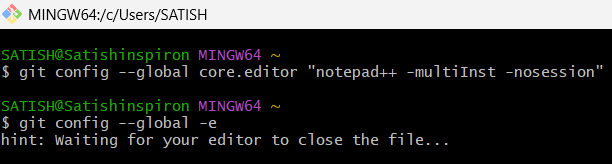 MINGW64:/c/Users/SATISH
SATISH@Satishinspiron MINGW64 ~
$ git config --global core.editor "notepad++ -multiInst -nosession"
SATISH@Satishinspiron MINGW64 ~
$ git config --global -e
hint: Waiting for your editor to close the file...